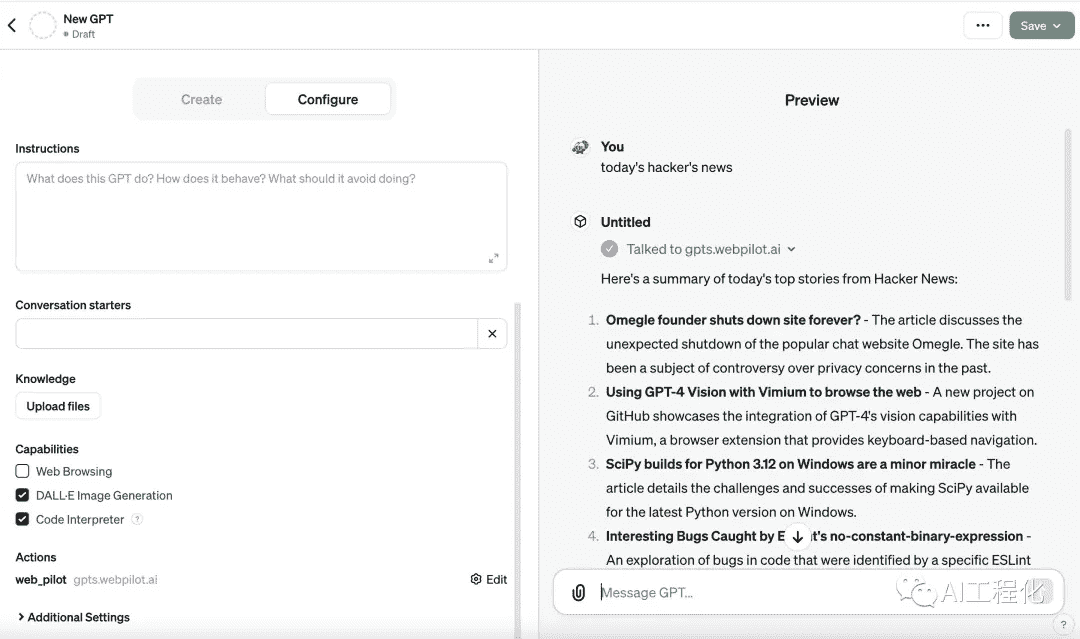 New GPT
Draft
Save
Create
Configure
Instructions
What does this GPT do? How does it behave? What should it avoid doing?
Conversation starters
Knowledge
Upload files
Capabilities
Web Browsing
DALL·E Image Generation
Code Interpreter ?
Actions
web_pilot gpts.webpilot.ai
Edit
Additional Settings
Preview
You
today's hacker's news
Untitled
Talked to gpts.webpilot.ai
Here's a summary of today's top stories from Hacker News:
1. Omegle founder shuts down site forever? - The article discusses the
unexpected shutdown of the popular chat website Omegle. The site has
been a subject of controversy over privacy concerns in the past.
2. Using GPT-4 Vision with Vimium to browse the web - A new project on
GitHub showcases the integration of GPT-4's vision capabilities with
Vimium, a browser extension that provides keyboard-based navigation.
3. SciPy builds for Python 3.12 on Windows are a minor miracle - The
article details the challenges and successes of making SciPy available
for the latest Python version on Windows.
4. Interesting Bugs Caught by no-constant-binary-expression -
An exploration of bugs in code that were identified by a specific ESLint
Message GPT...
AI工程化
?